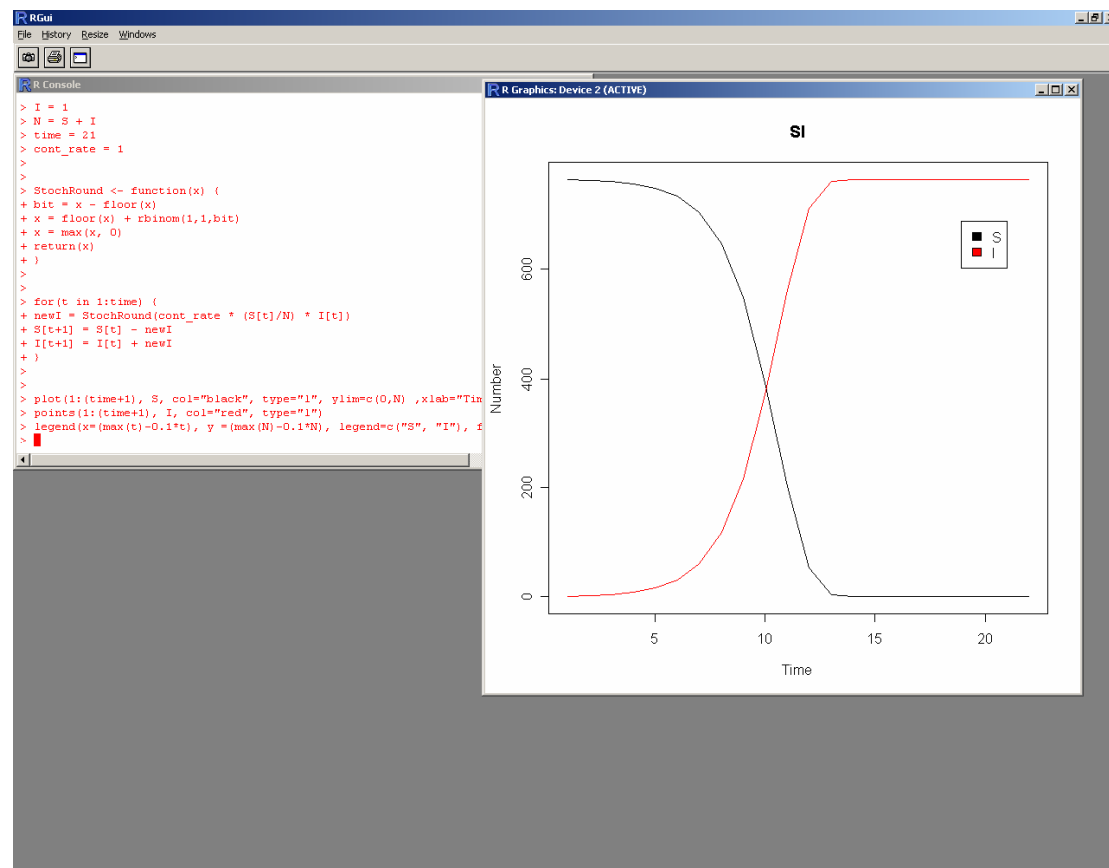 RGui
File History Resize Windows
R Console
> I = 1
> N = S + I
> time = 21
> cont_rate = 1
>
>
> StochRound <- function(x) {
+ bit = x - floor(x)
+ x = floor(x) + rbinom(1,1,bit)
+ x = max(x, 0)
+ return(x)
+ }
>
>
> for(t in 1:time) {
+ newI = StochRound(cont_rate * (S[t]/N) * I[t])
+ S[t+1] = S[t] - newI
+ I[t+1] = I[t] + newI
+ }
>
>
> plot(1:(time+1), S, col="black", type="l", ylim=c(0,N) ,xlab="Tim
> points(1:(time+1), I, col="red", type="l")
> legend(x=(max(t)-0.1*t), y =(max(N)-0.1*N), legend=c("S", "I"), f
>
R Graphics: Device 2 (ACTIVE)
SI
S
I
600
400
200
0
Number
5 10 15 20
Time